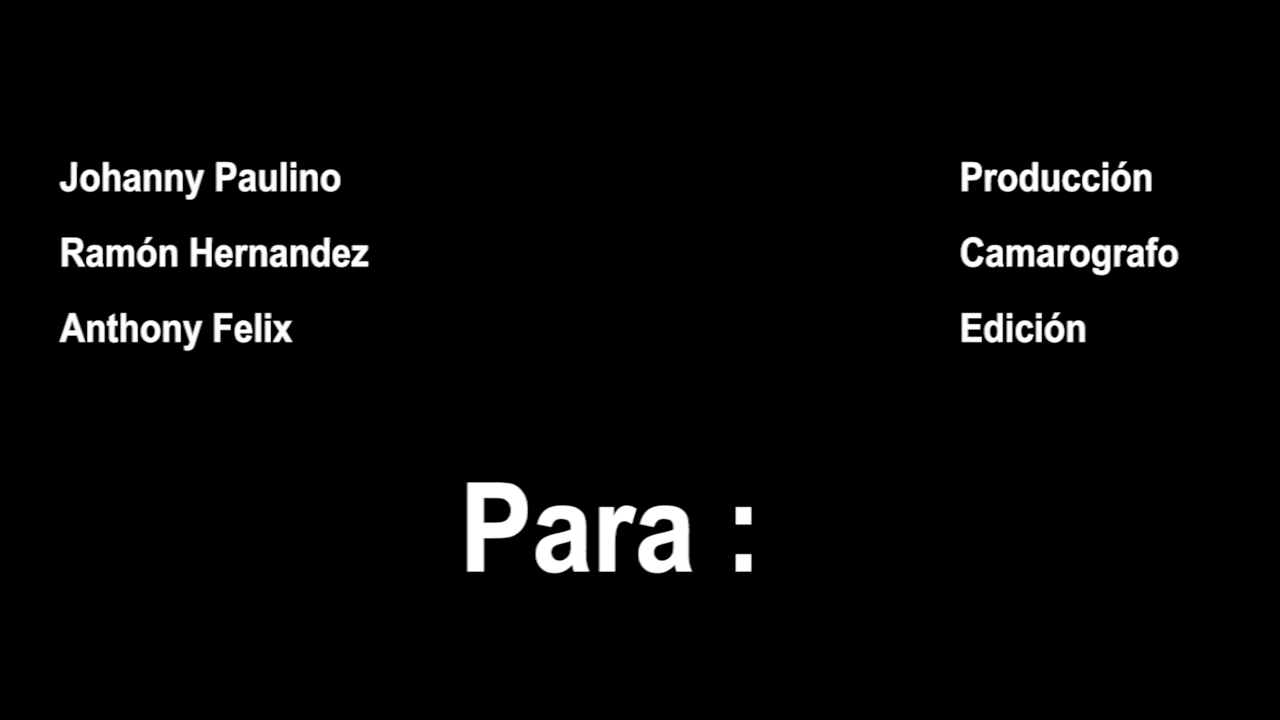 Johanny Paulino Producción
Ramón Hernandez Camarografo
Anthony Felix Edición
Para :